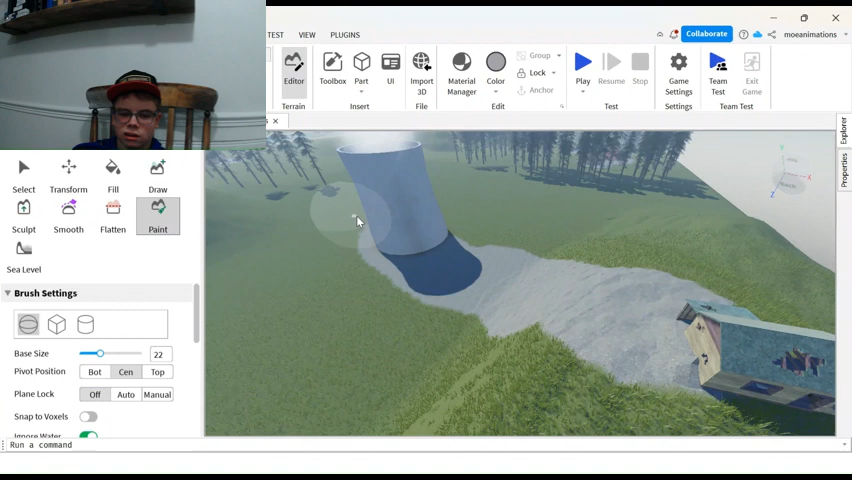 TEST VIEW PLUGINS
Collaborate
moeanimations
Editor
Toolbox
Part
UI
Import
3D
Material
Manager
Color
Group
Lock
Anchor
Play
Resume
Stop
Game
Settings
Team
Test
Exit
Game
Terrain
Insert
File
Edit
Test
Settings
Team Test
Explorer
Properties
Select
Transform
Fill
Draw
Sculpt
Smooth
Flatten
Paint
Sea Level
Brush Settings
Base Size
22
Pivot Position
Bot
Cen
Top
Plane Lock
Off
Auto
Manual
Snap to Voxels
Ignore Water
Run a command
X
Z